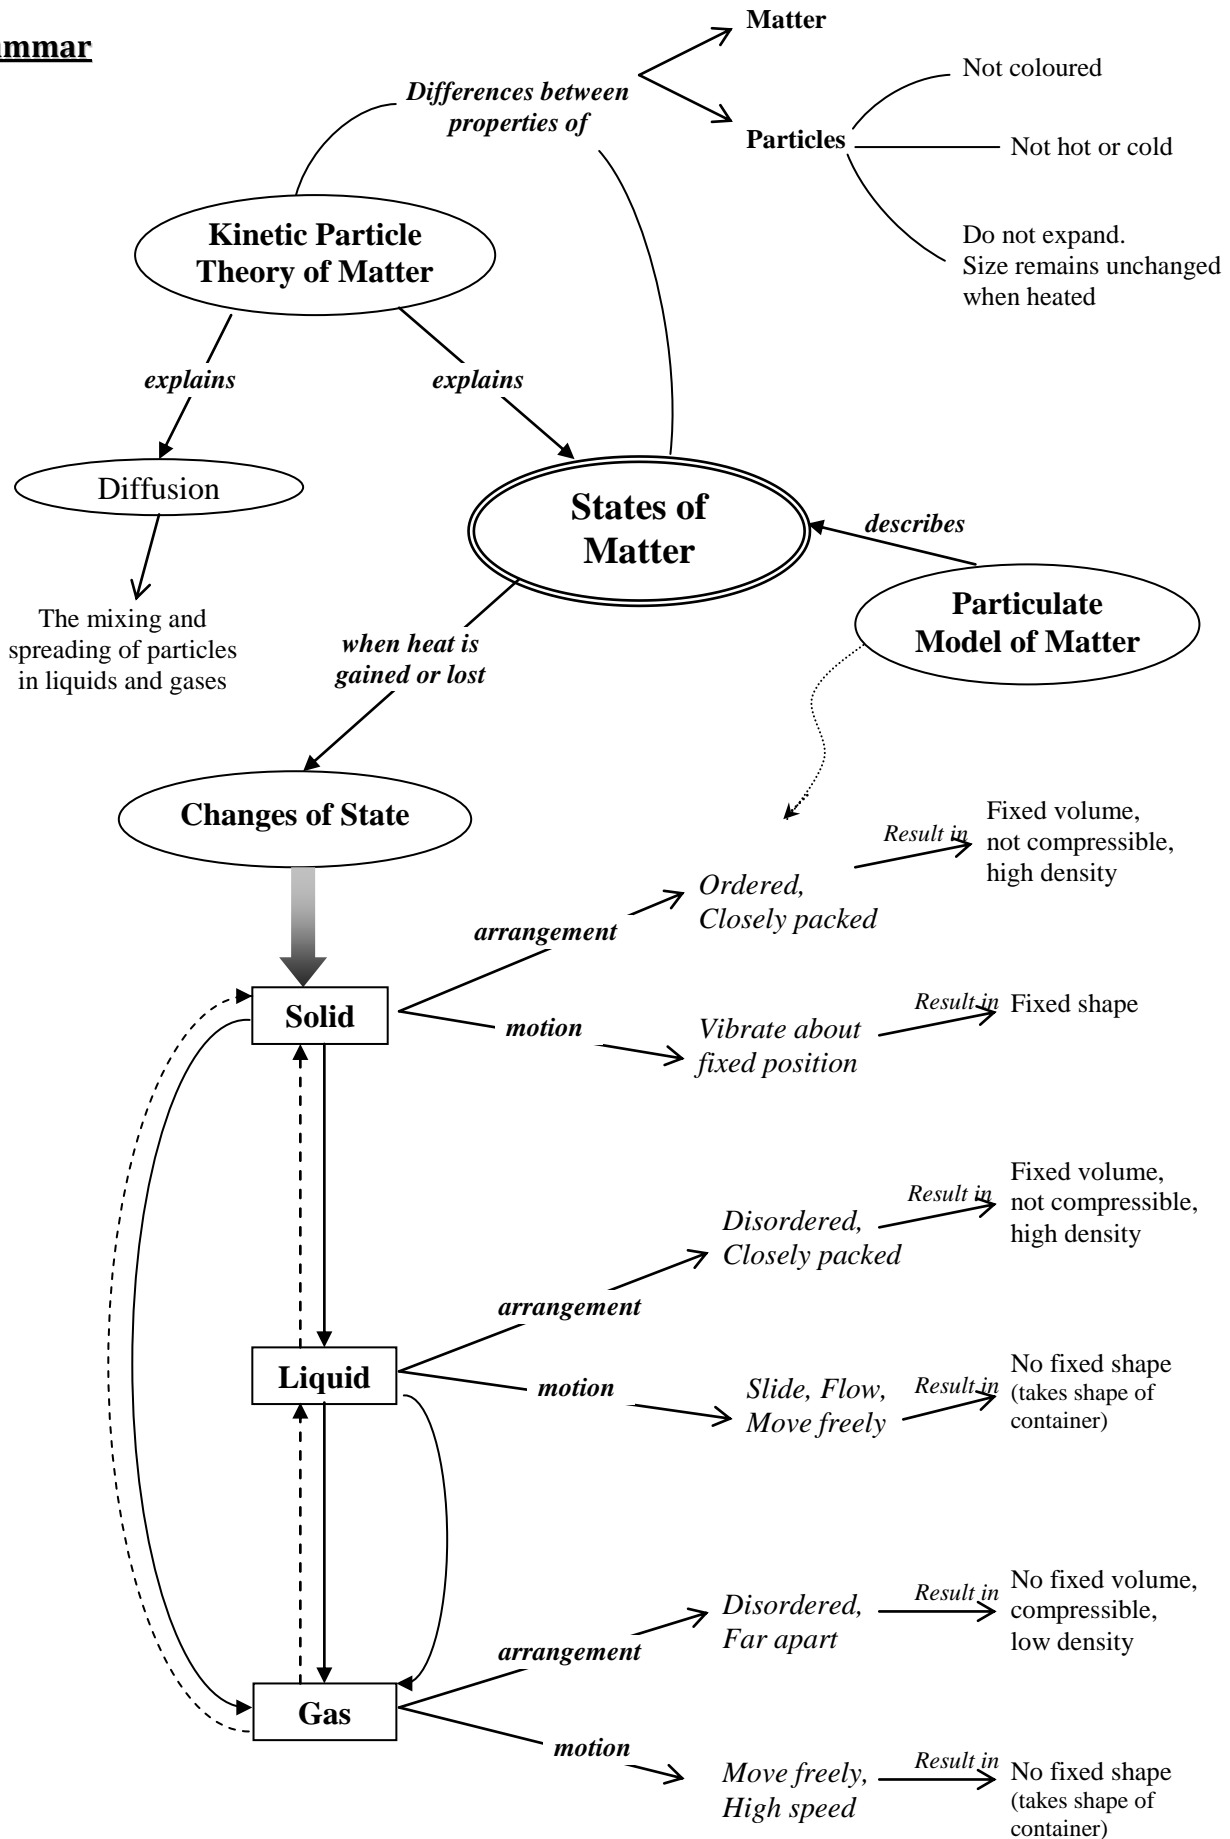 Matter
Differences between
properties of
Not coloured
Particles
Not hot or cold
Do not expand.
Size remains unchanged
when heated
Kinetic Particle
Theory of Matter
explains
explains
Diffusion
States of
Matter
describes
The mixing and
spreading of particles
in liquids and gases
when heat is
gained or lost
Particulate
Model of Matter
Changes of State
Ordered,
Closely packed
Result in
Fixed volume,
not compressible,
high density
arrangement
Solid
motion
Vibrate about
fixed position
Result in
Fixed shape
Disordered,
Closely packed
Result in
Fixed volume,
not compressible,
high density
arrangement
Liquid
motion
Slide, Flow,
Move freely
Result in
No fixed shape
(takes shape of
container)
Disordered,
Far apart
Result in
No fixed volume,
compressible,
low density
arrangement
Gas
motion
Move freely,
High speed
Result in
No fixed shape
(takes shape of
container)